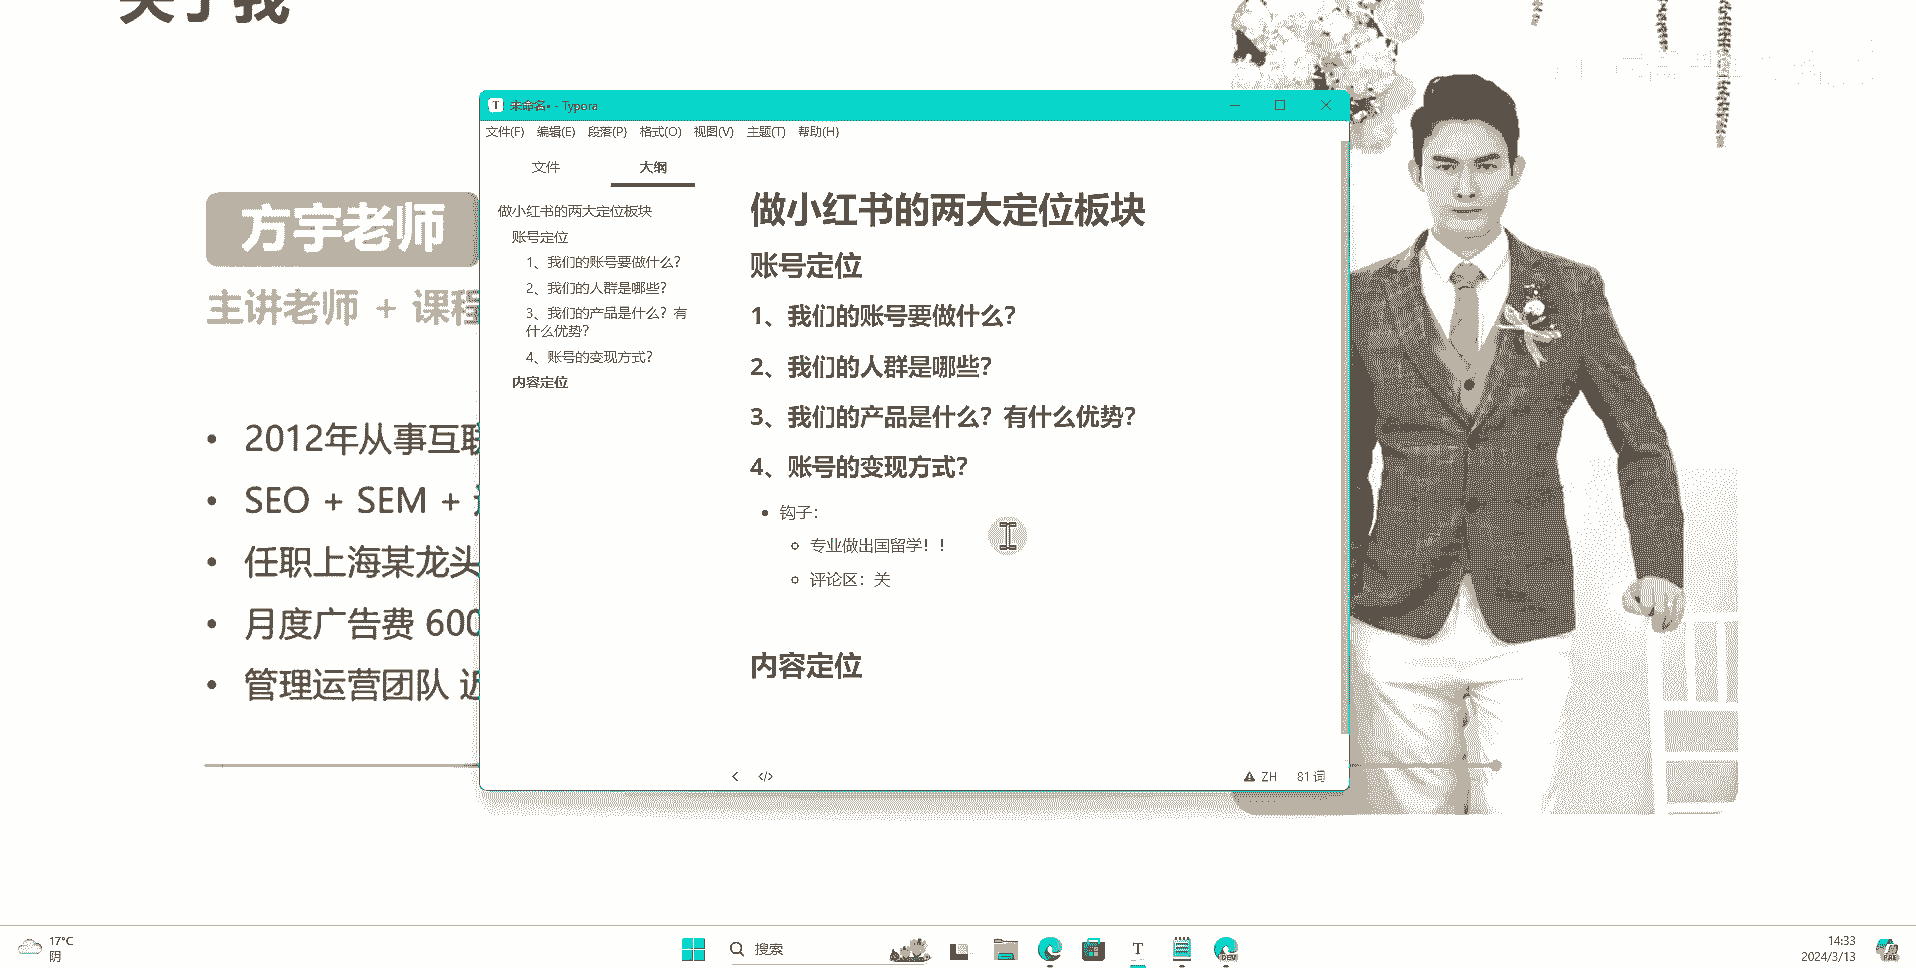 关于我
方宇老师
主讲老师 + 课程
• 2012年从事互联
• SEO + SEM +
• 任职上海某龙头
• 月度广告费 600
• 管理运营团队 近
未命名• - Typora
文件(F) 编辑(E) 段落(P) 格式(O) 视图(V) 主题(T) 帮助(H)
文件 大纲
做小红书的两大定位板块
账号定位
1、我们的账号要做什么？
2、我们的人群是哪些？
3、我们的产品是什么？有
什么优势？
4、账号的变现方式？
内容定位
做小红书的两大定位板块
账号定位
1、我们的账号要做什么？
2、我们的人群是哪些？
3、我们的产品是什么？有什么优势？
4、账号的变现方式？
• 钩子：
专业做出国留学！！
评论区：关
内容定位
</> ZH 81 词
17°C
阴
搜索
T
DEV
14:33
2024/3/13
PRE